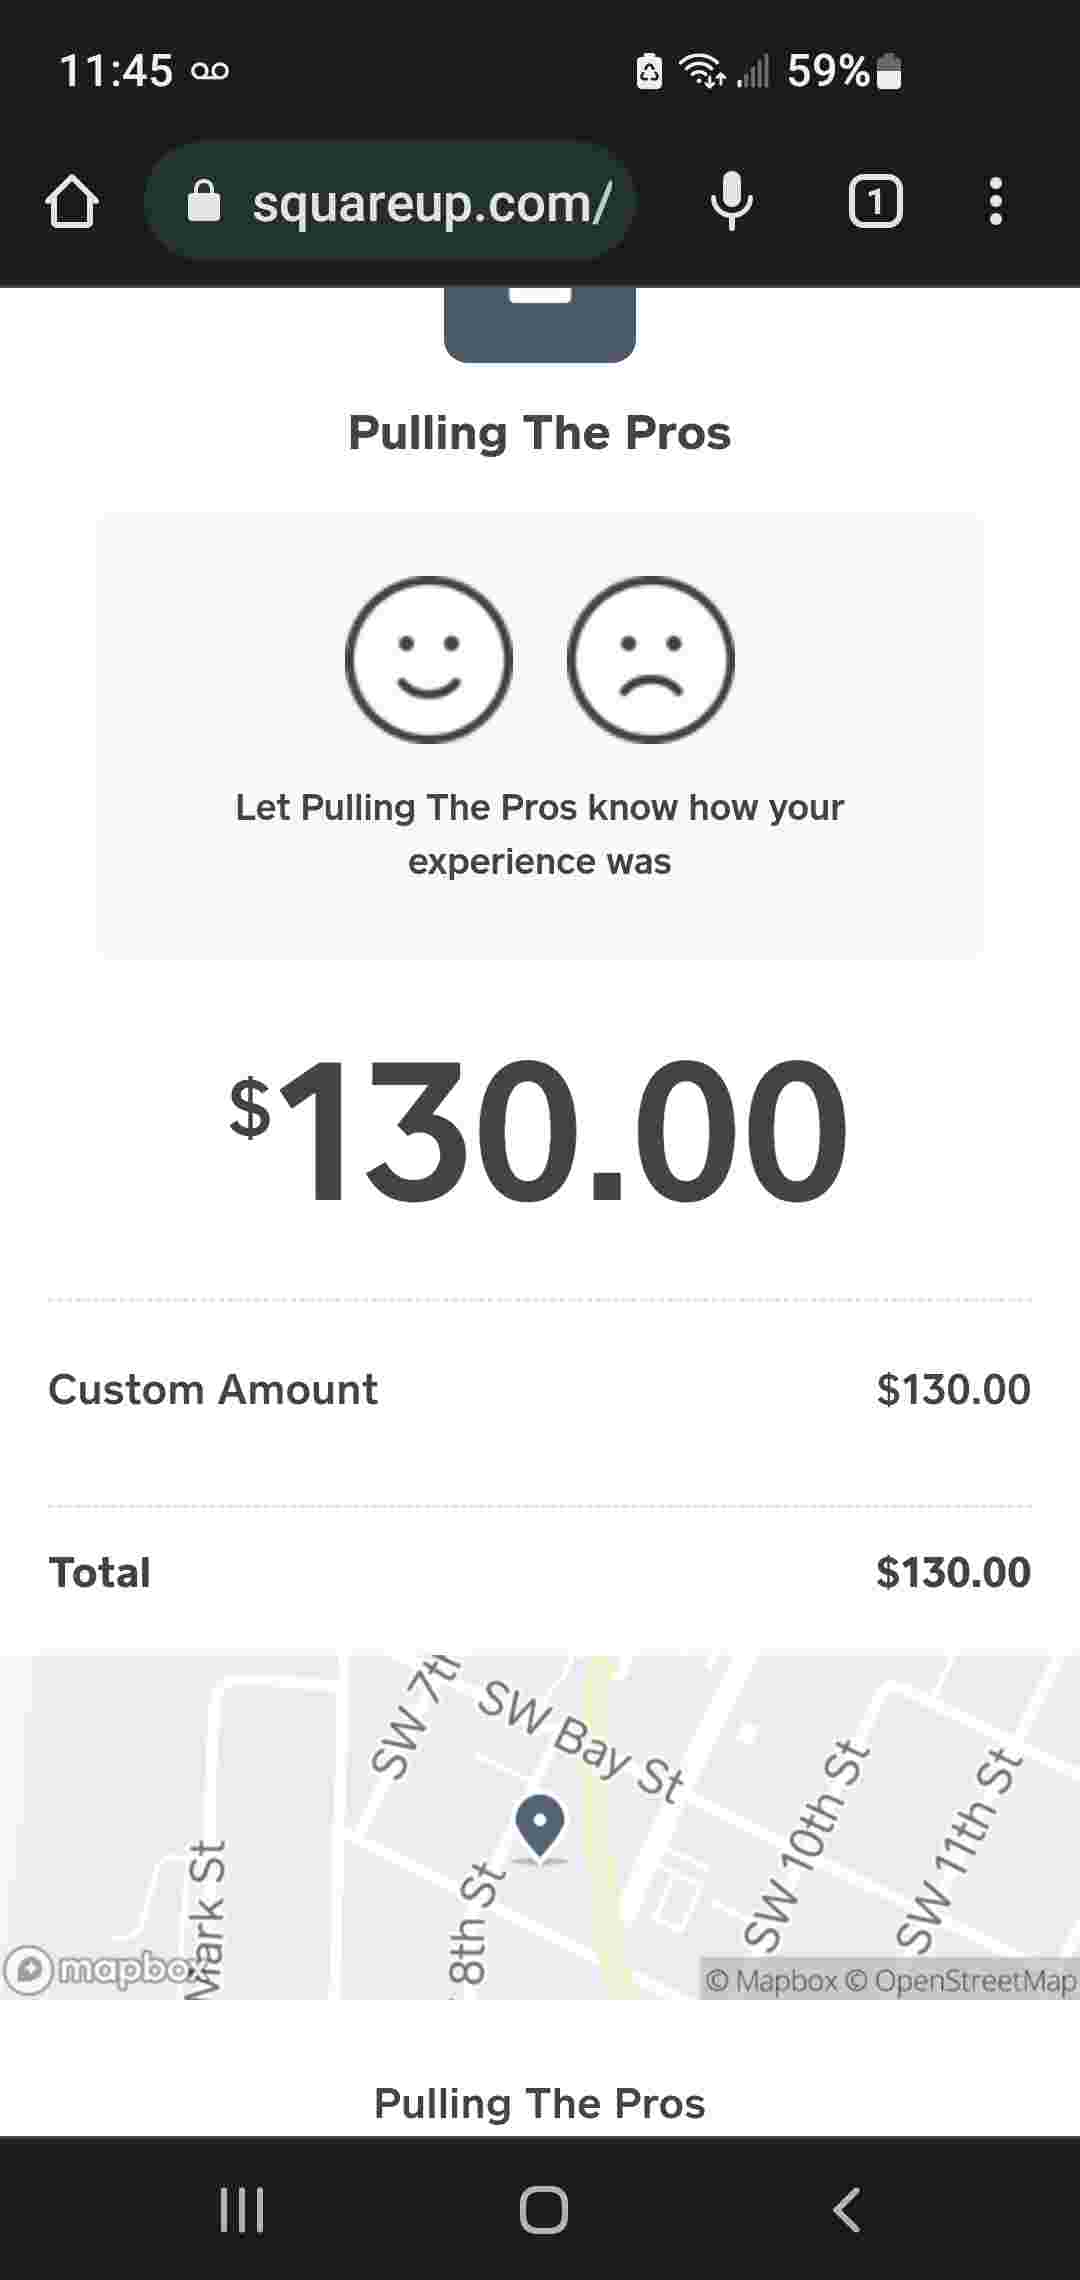 11:45
59%
squareup.com/
1
Pulling The Pros
Let Pulling The Pros know how your
experience was
$130.00
Custom Amount $130.00
Total $130.00
SW 7th
SW Bay St
SW 10th St
SW 11th St
Mark St
8th St
mapbox
© Mapbox © OpenStreetMap
Pulling The Pros